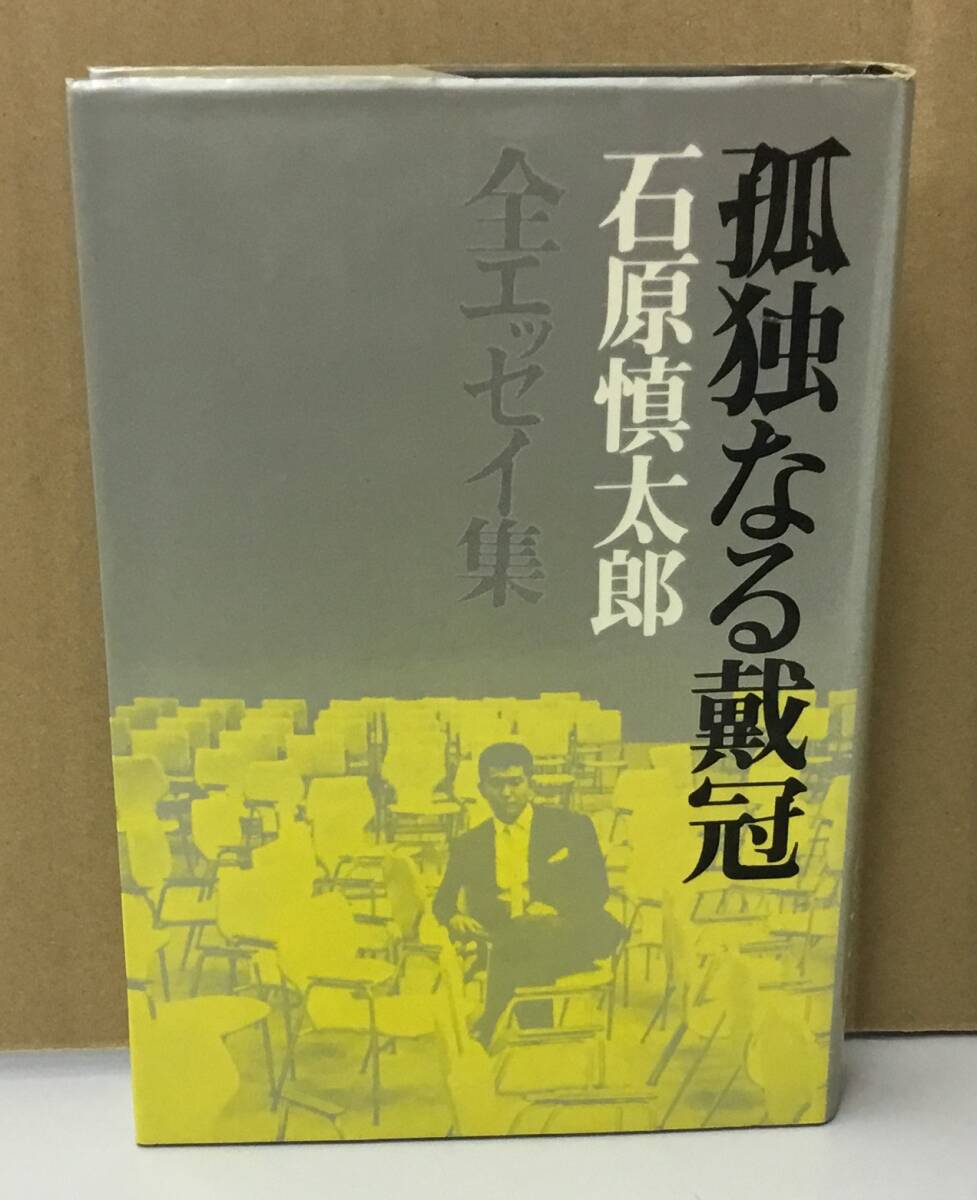 孤独なる戴冠
石原慎太郎
全エッセイ集